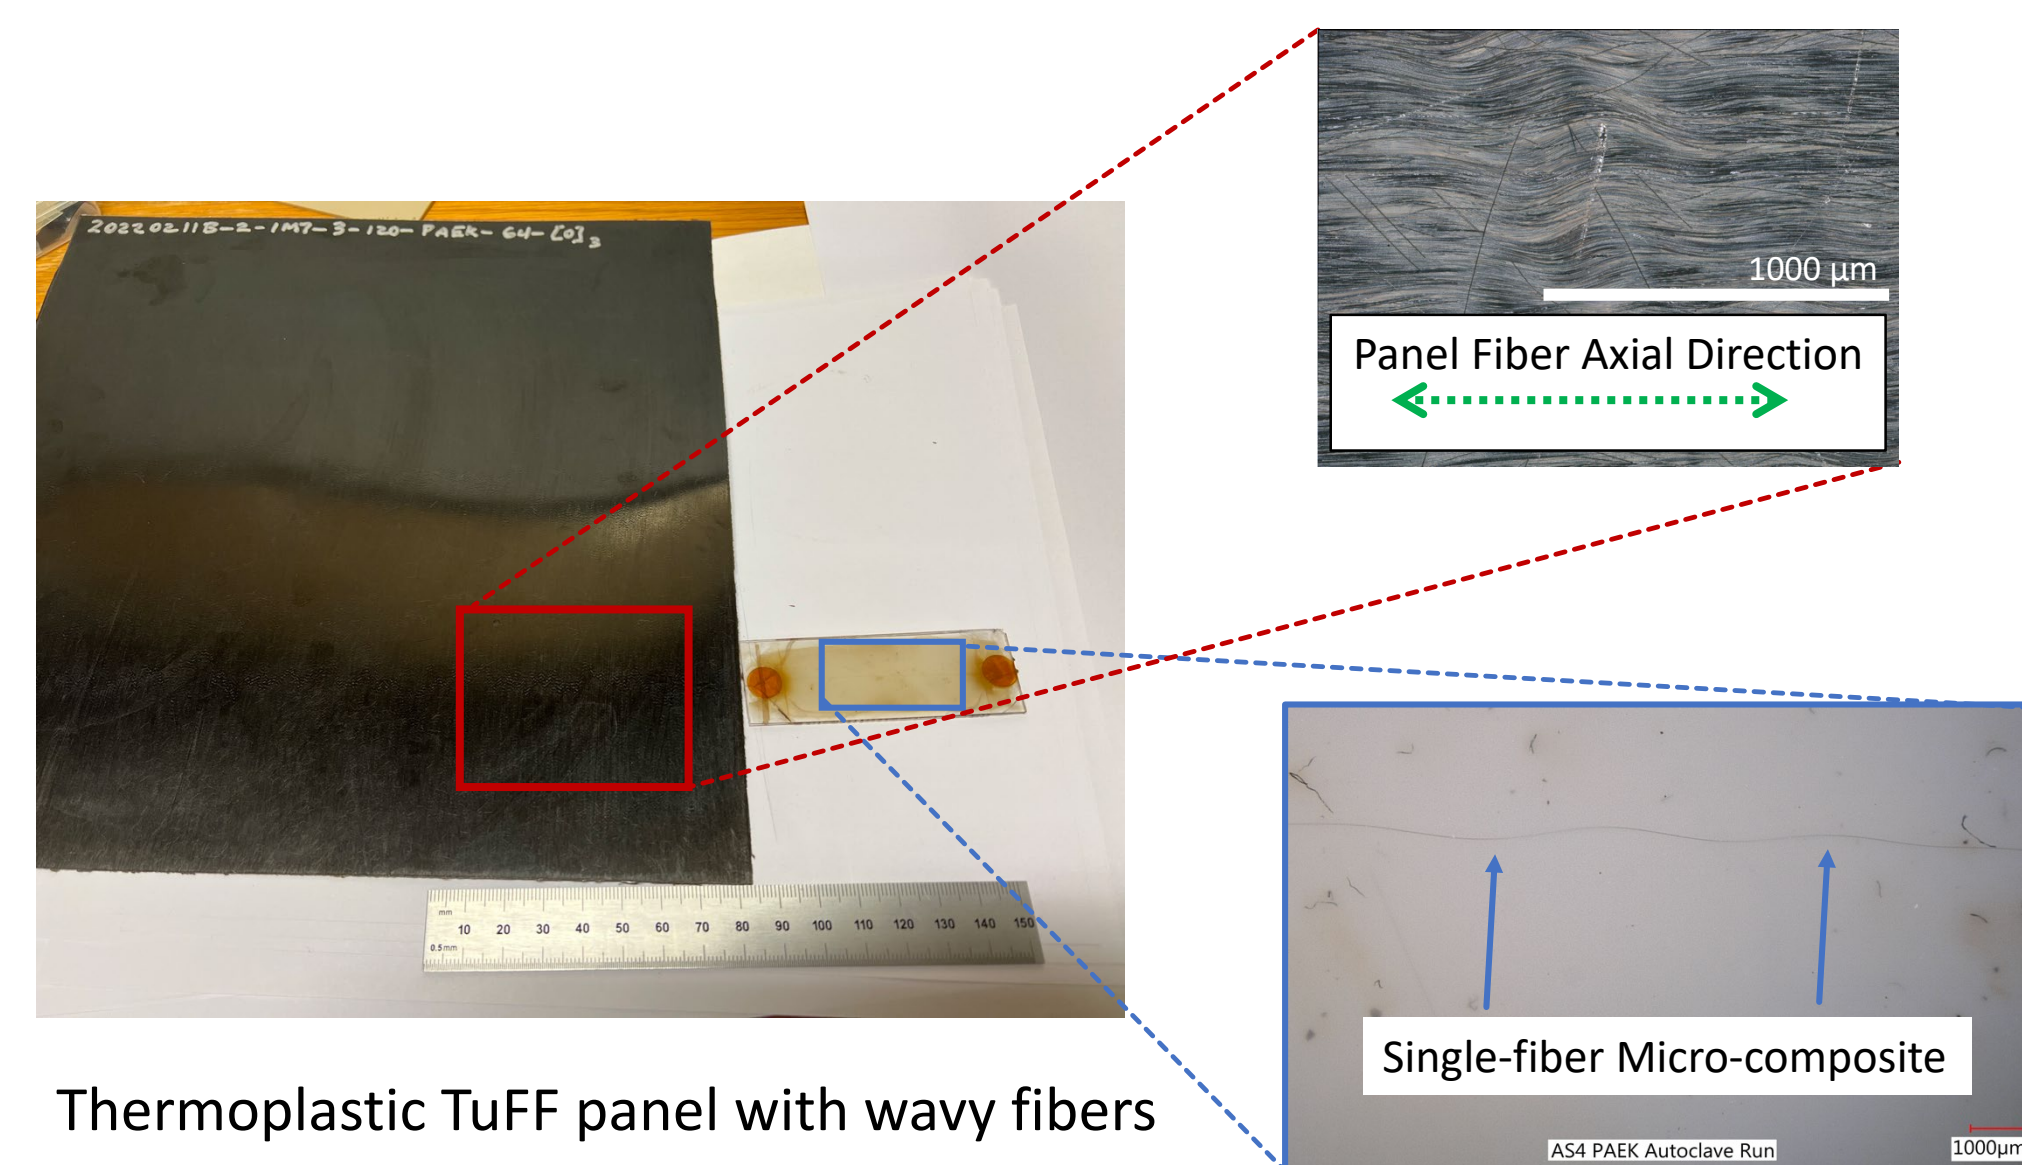 20220211B-2-IM7-3-120-PAEK-64-[0]3
1000 µm
Panel Fiber Axial Direction
mm
10 20 30 40 50 60 70 80 90 100 110 120 130 140 150
0.5mm
Single-fiber Micro-composite
Thermoplastic TuFF panel with wavy fibers
AS4 PAEK Autoclave Run
1000µm